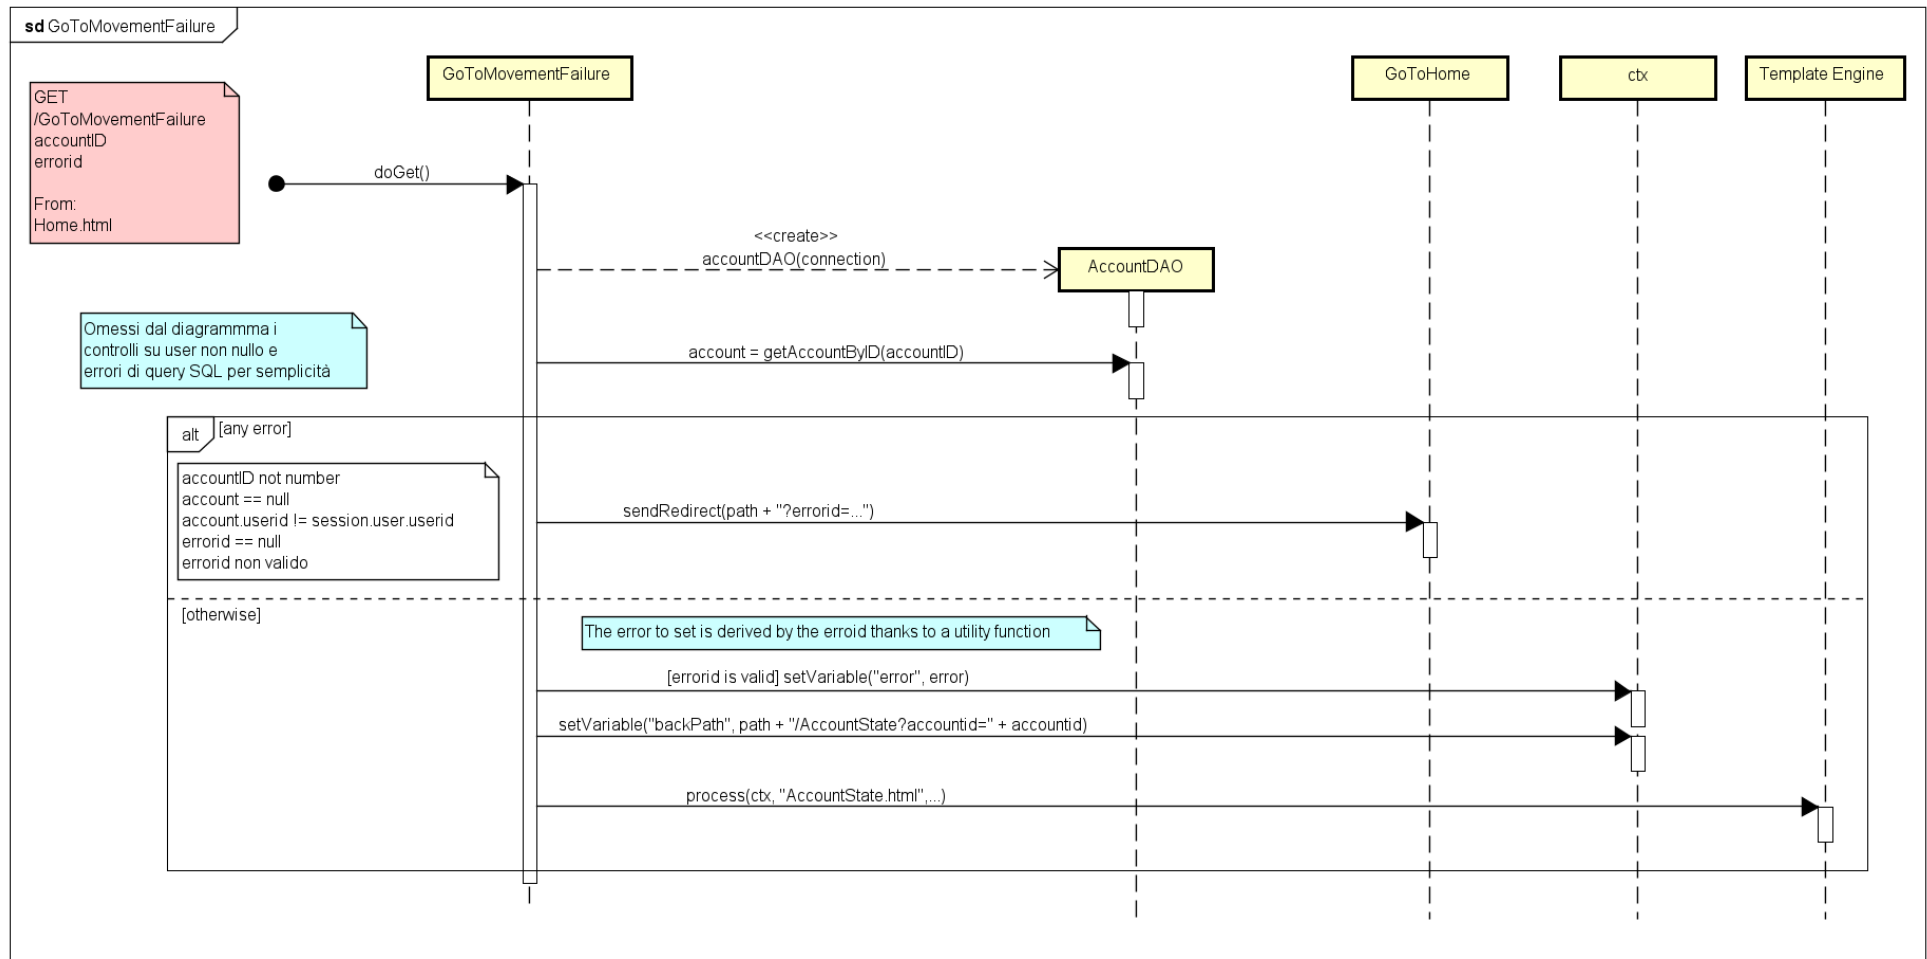 sd GoToMovementFailure
GoToMovementFailure
GoToHome
ctx
Template Engine
GET
/GoToMovementFailure
accountID
errorid
From:
Home.html
doGet()
<<create>>
accountDAO(connection)
AccountDAO
Omessi dal diagrammma i
controlli su user non nullo e
errori di query SQL per semplicità
account = getAccountByID(accountID)
alt [any error]
accountID not number
account == null
account.userid != session.user.userid
errorid == null
errorid non valido
sendRedirect(path + "?errorid=...")
[otherwise]
The error to set is derived by the erroid thanks to a utility function
[errorid is valid] setVariable("error", error)
setVariable("backPath", path + "/AccountState?accountid=" + accountid)
process(ctx, "AccountState.html",...)